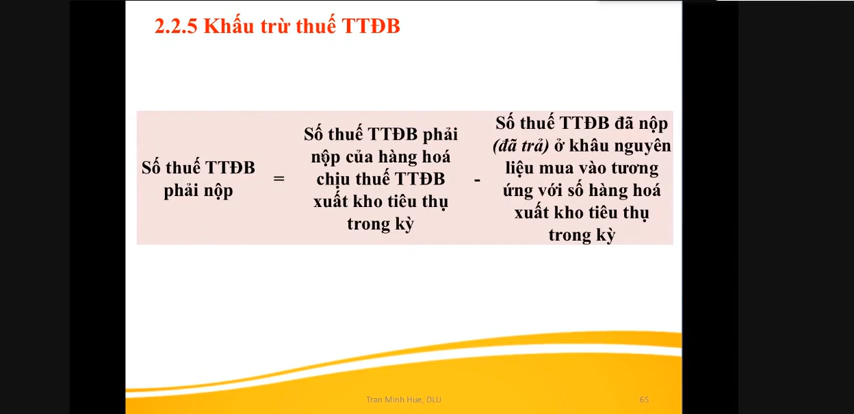 2.2.5 Khấu trừ thuế TTĐB
Số thuế TTĐB
phải nộp
=
Số thuế TTĐB phải
nộp của hàng hoá
chịu thuế TTĐB
xuất kho tiêu thụ
trong kỳ
-
Số thuế TTĐB đã nộp
(đã trả) ở khâu nguyên
liệu mua vào tương
ứng với số hàng hoá
xuất kho tiêu thụ
trong kỳ
Tran Minh Hue, DLU
65